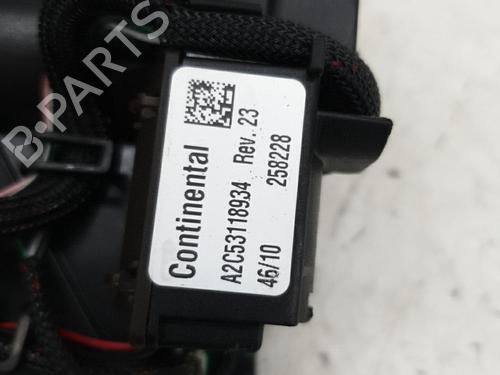 B-PARTS
Continental
A2C53118934 Rev. 23
46/10 258228